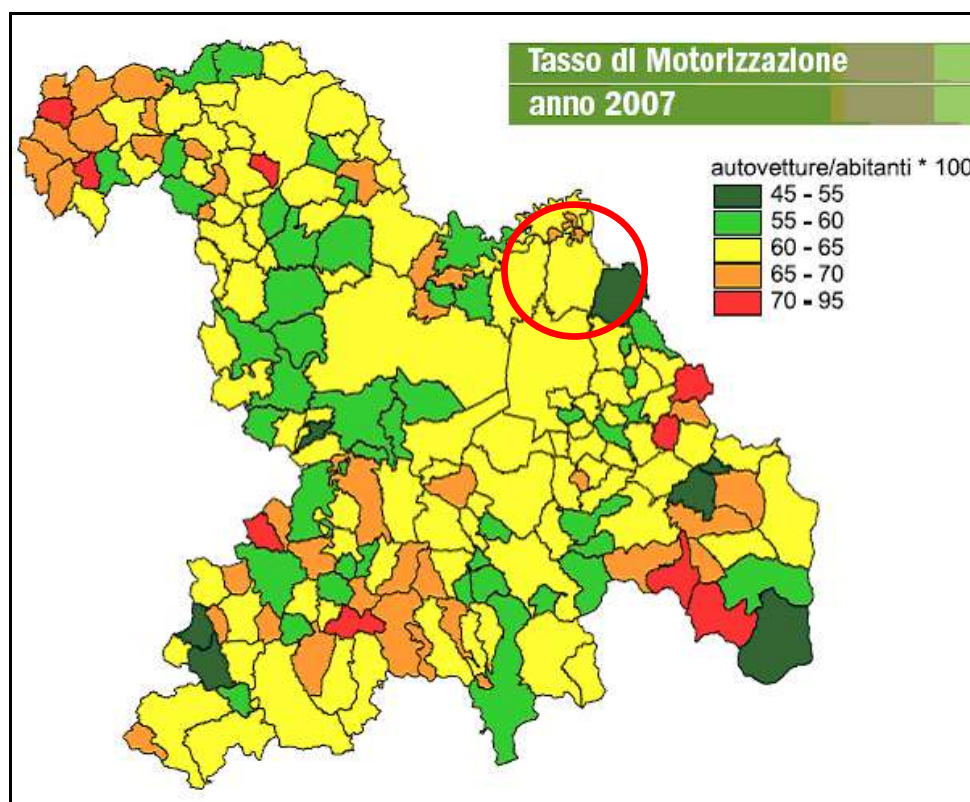 Tasso di Motorizzazione
anno 2007
autovetture/abitanti * 100
45 - 55
55 - 60
60 - 65
65 - 70
70 - 95